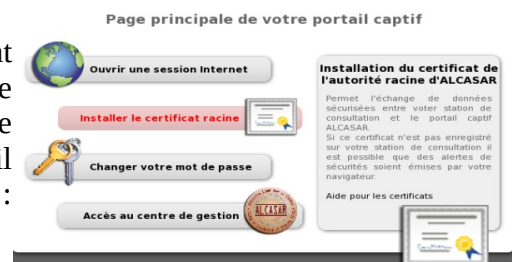 Page principale de votre portail captif
nt
e
e
il
:
Ouvrir une session Internet
Installer le certificat racine
Changer votre mot de passe
Accès au centre de gestion
ALCASAR
Installation du certificat de
l'autorité racine d'ALCASAR
Permet l'échange de données
sécurisées entre voter station de
consultation et le portail captif
ALCASAR.
Si ce certificat n'est pas enregistré
sur votre station de consultation il
est possible que des alertes de
sécurités soient émises par votre
navigateur.
Aide pour les certificats